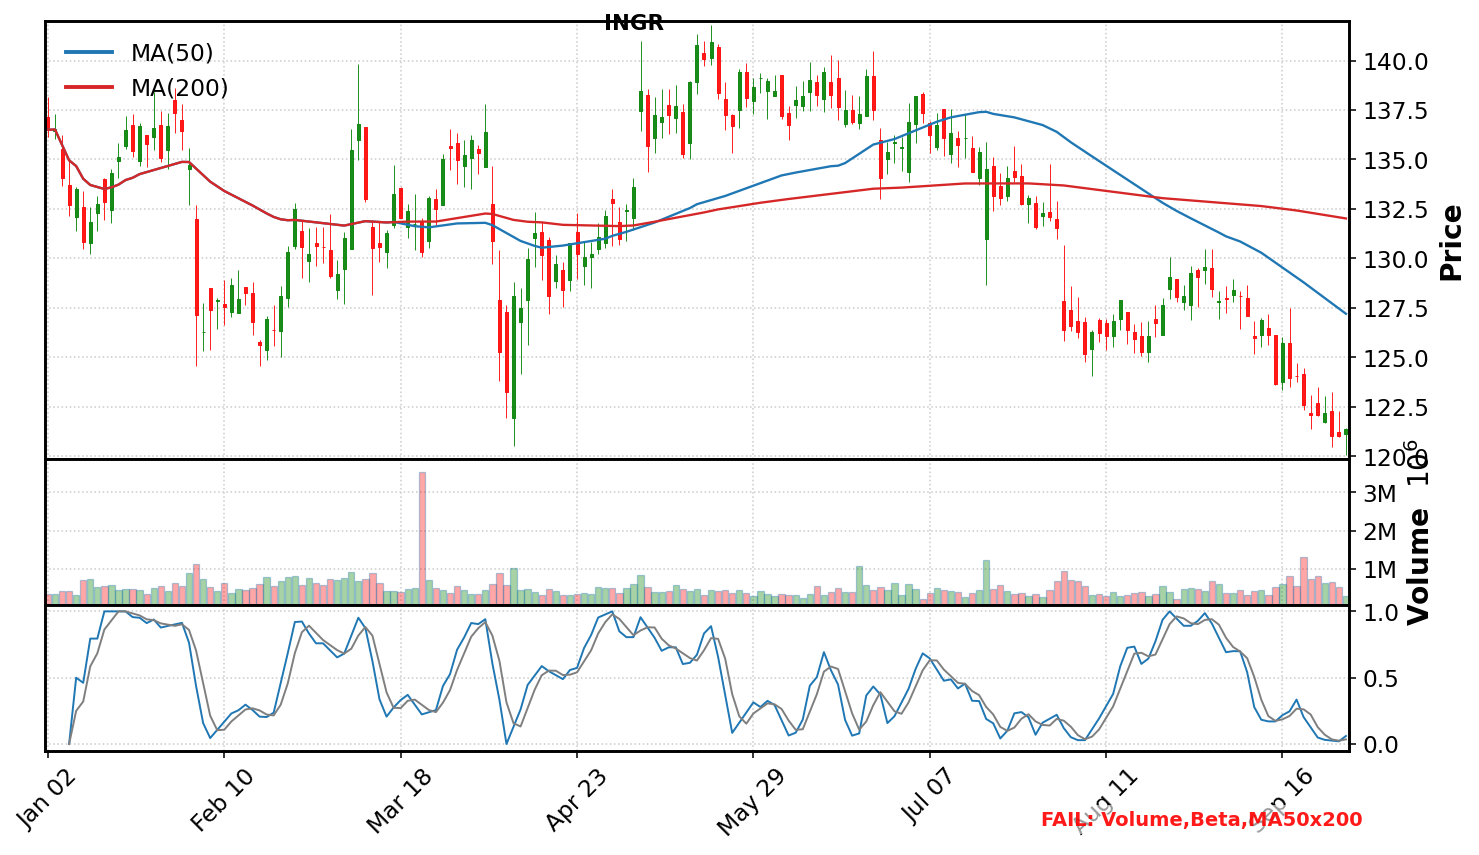 INGR
MA(50)
MA(200)
140.0
137.5
135.0
132.5
130.0
127.5
125.0
122.5
120.0
Price
10^6
3M
2M
1M
Volume
1.0
0.5
0.0
Jan 02
Feb 10
Mar 18
Apr 23
May 29
Jul 07
Aug 11
Sep 16
FAIL: Volume,Beta,MA50x200